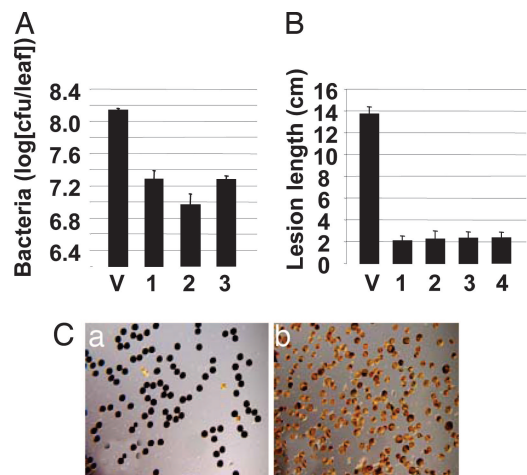 A
B
Bacteria (log[cfu/leaf])
8.4
8.0
7.6
7.2
6.8
6.4
V 1 2 3
Lesion length (cm)
16
14
12
10
8
6
4
2
0
V 1 2 3 4
C
a
b